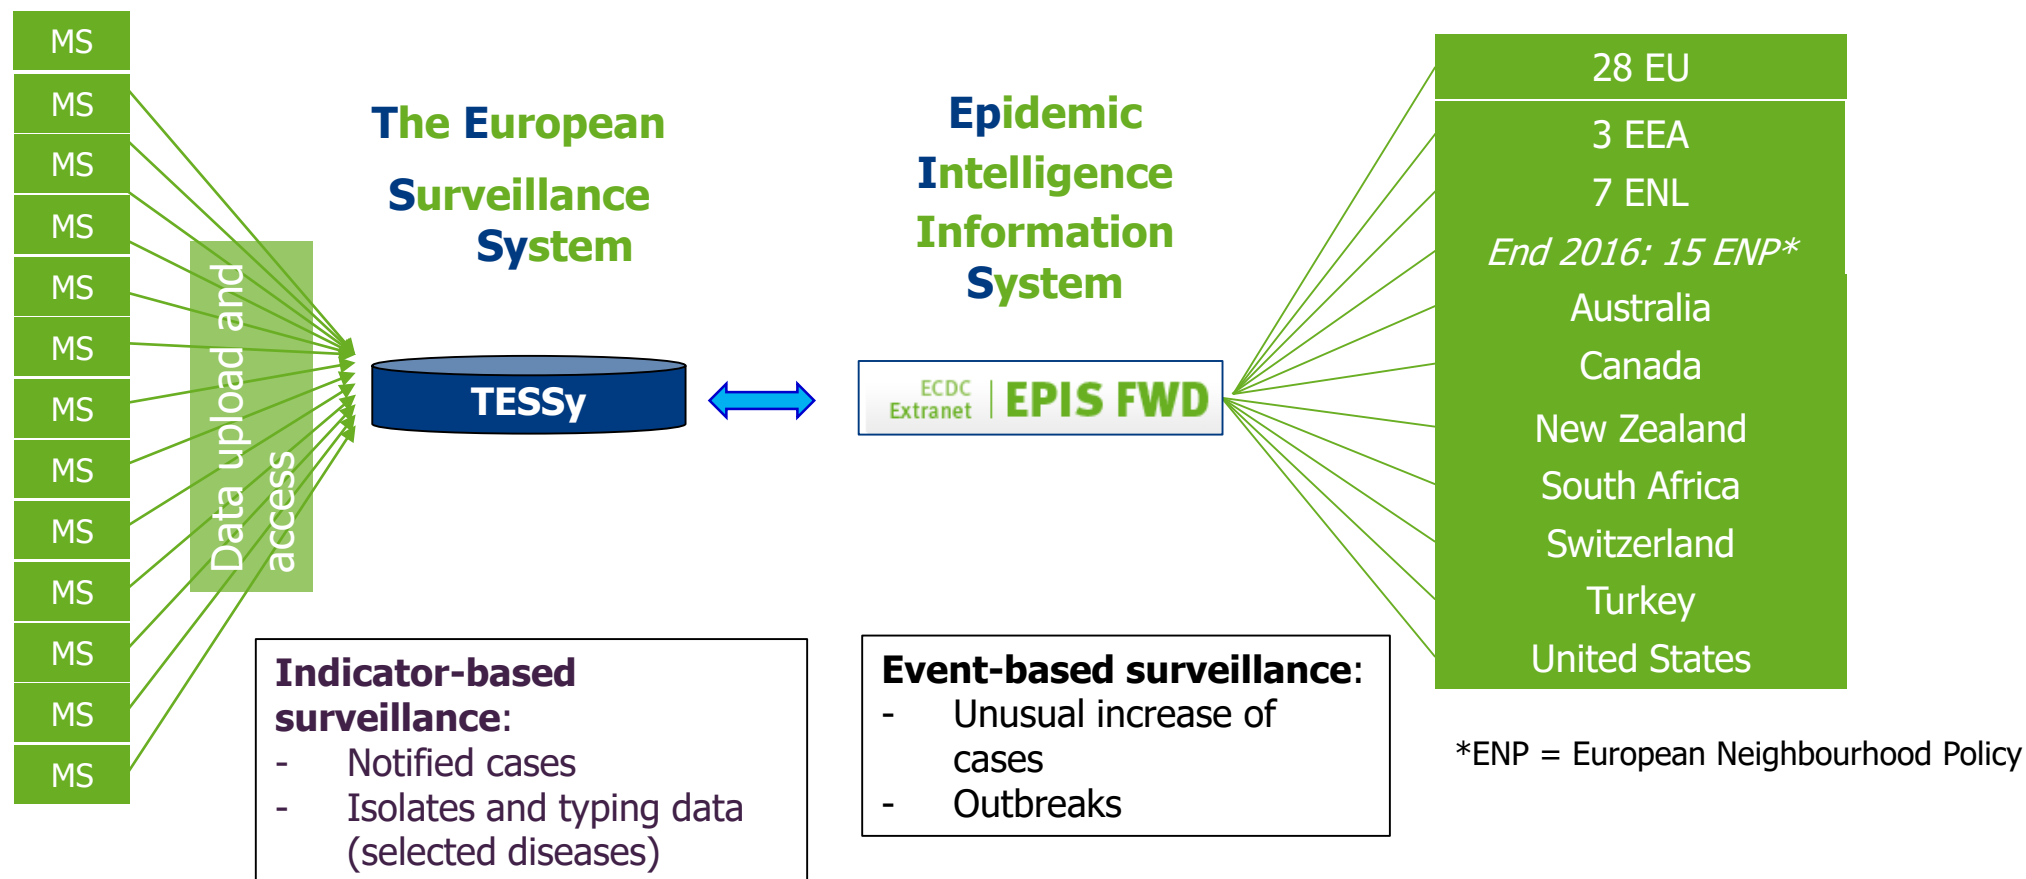 MS
MS
MS
MS
MS
MS
MS
MS
MS
MS
MS
MS
MS
Data upload and
access
The European
Surveillance
System
TESSy
Indicator-based
surveillance:
- Notified cases
- Isolates and typing data
(selected diseases)
Epidemic
Intelligence
Information
System
ECDC
Extranet
EPIS FWD
Event-based surveillance:
- Unusual increase of
cases
- Outbreaks
28 EU
3 EEA
7 ENL
End 2016: 15 ENP*
Australia
Canada
New Zealand
South Africa
Switzerland
Turkey
United States
*ENP = European Neighbourhood Policy